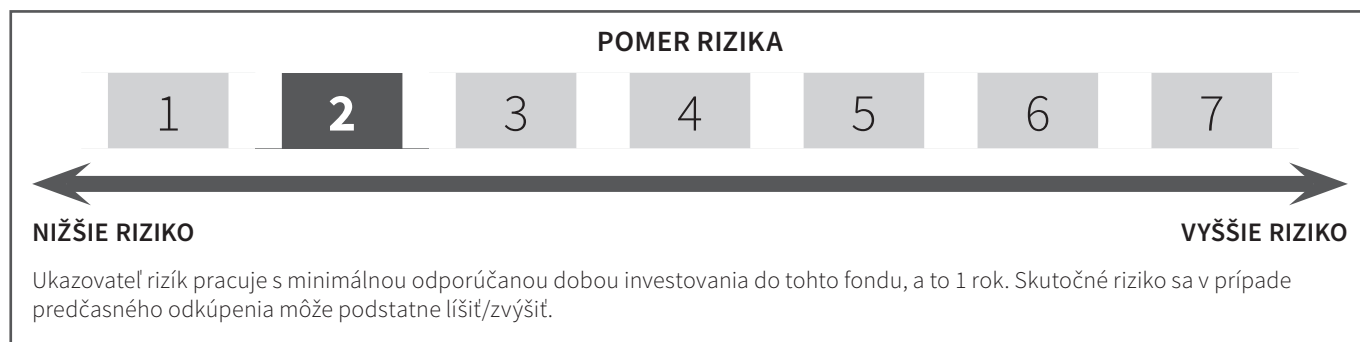 POMER RIZIKA
1 2 3 4 5 6 7
NIŽŠIE RIZIKO VYŠŠIE RIZIKO
Ukazovateľ rizík pracuje s minimálnou odporúčanou dobou investovania do tohto fondu, a to 1 rok. Skutočné riziko sa v prípade
predčasného odkúpenia môže podstatne líšiť/zvýšiť.